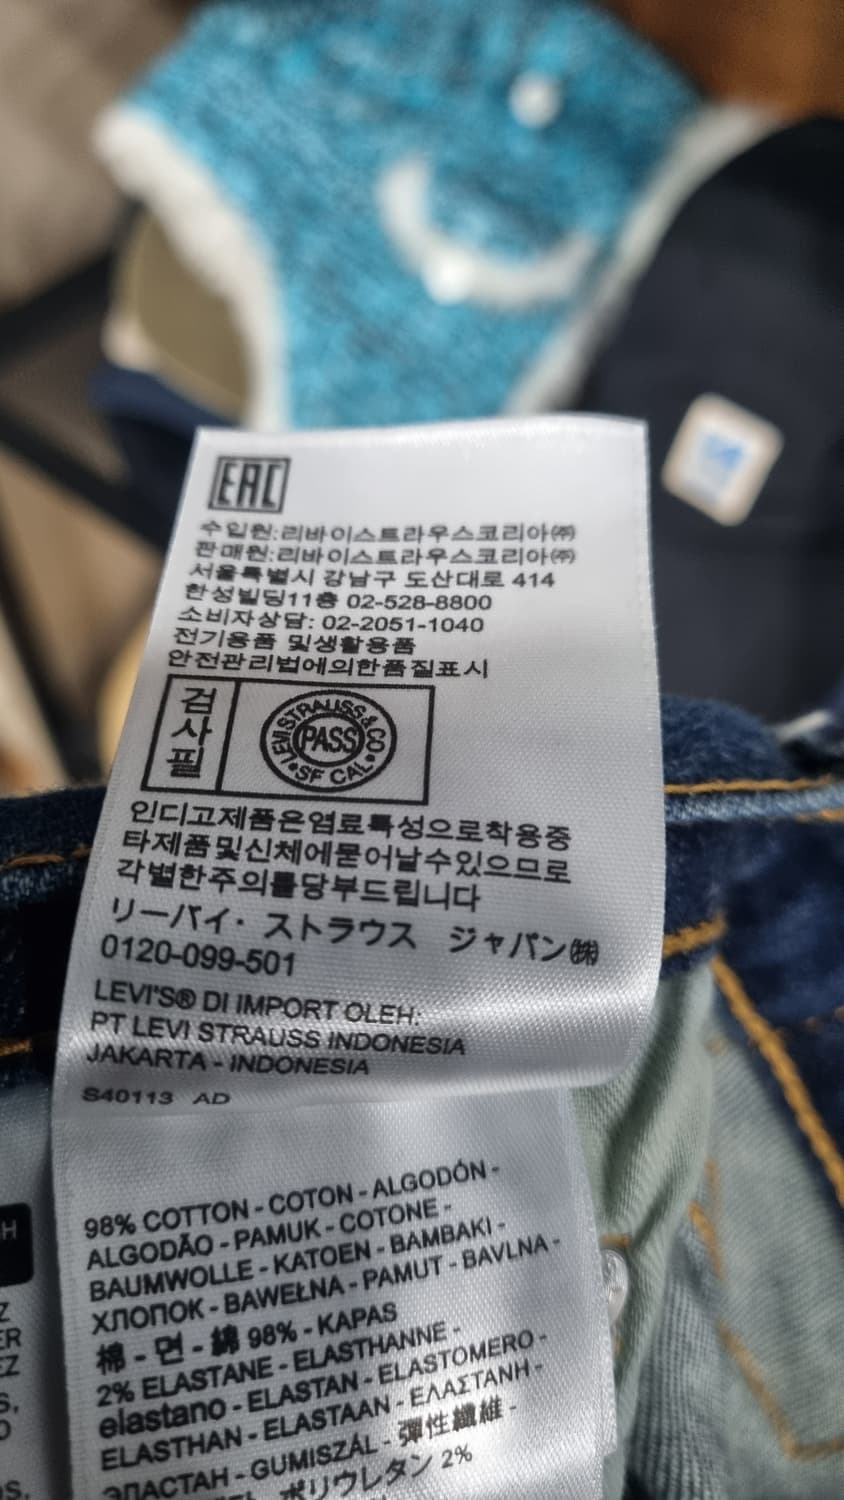 EAC
수입원:리바이스트라우스코리아㈜
판매원:리바이스트라우스코리아㈜
서울특별시 강남구 도산대로 414
한성빌딩11층 02-528-8800
소비자상담: 02-2051-1040
전기용품 및생활용품
안전관리법에의한품질표시
검사필
LEVI STRAUSS & CO
PASS
SF CAL
인디고제품은염료특성으로착용중
타제품및신체에묻어날수있으므로
각별한주의를당부드립니다
リーバイ・ストラウス ジャパン㈱
0120-099-501
LEVI'S® DI IMPORT OLEH:
PT LEVI STRAUSS INDONESIA
JAKARTA - INDONESIA
S40113 AD
98% COTTON - COTON - ALGODÓN -
ALGODÃO - PAMUK - COTONE -
BAUMWOLLE - KATOEN - BAMBAKI -
ХЛОПОК - BAWEŁNA - PAMUT - BAVLNA -
棉 - 면 - 綿 98% - KAPAS
2% ELASTANE - ELASTHANNE -
elastano - ELASTAN - ELASTOMERO -
ELASTHAN - ELASTAAN - ΕΛΑΣΤΑΝΗ -
ЭЛАСТАН - GUMISZÁL - 彈性纖維 -
ポリウレタン 2%